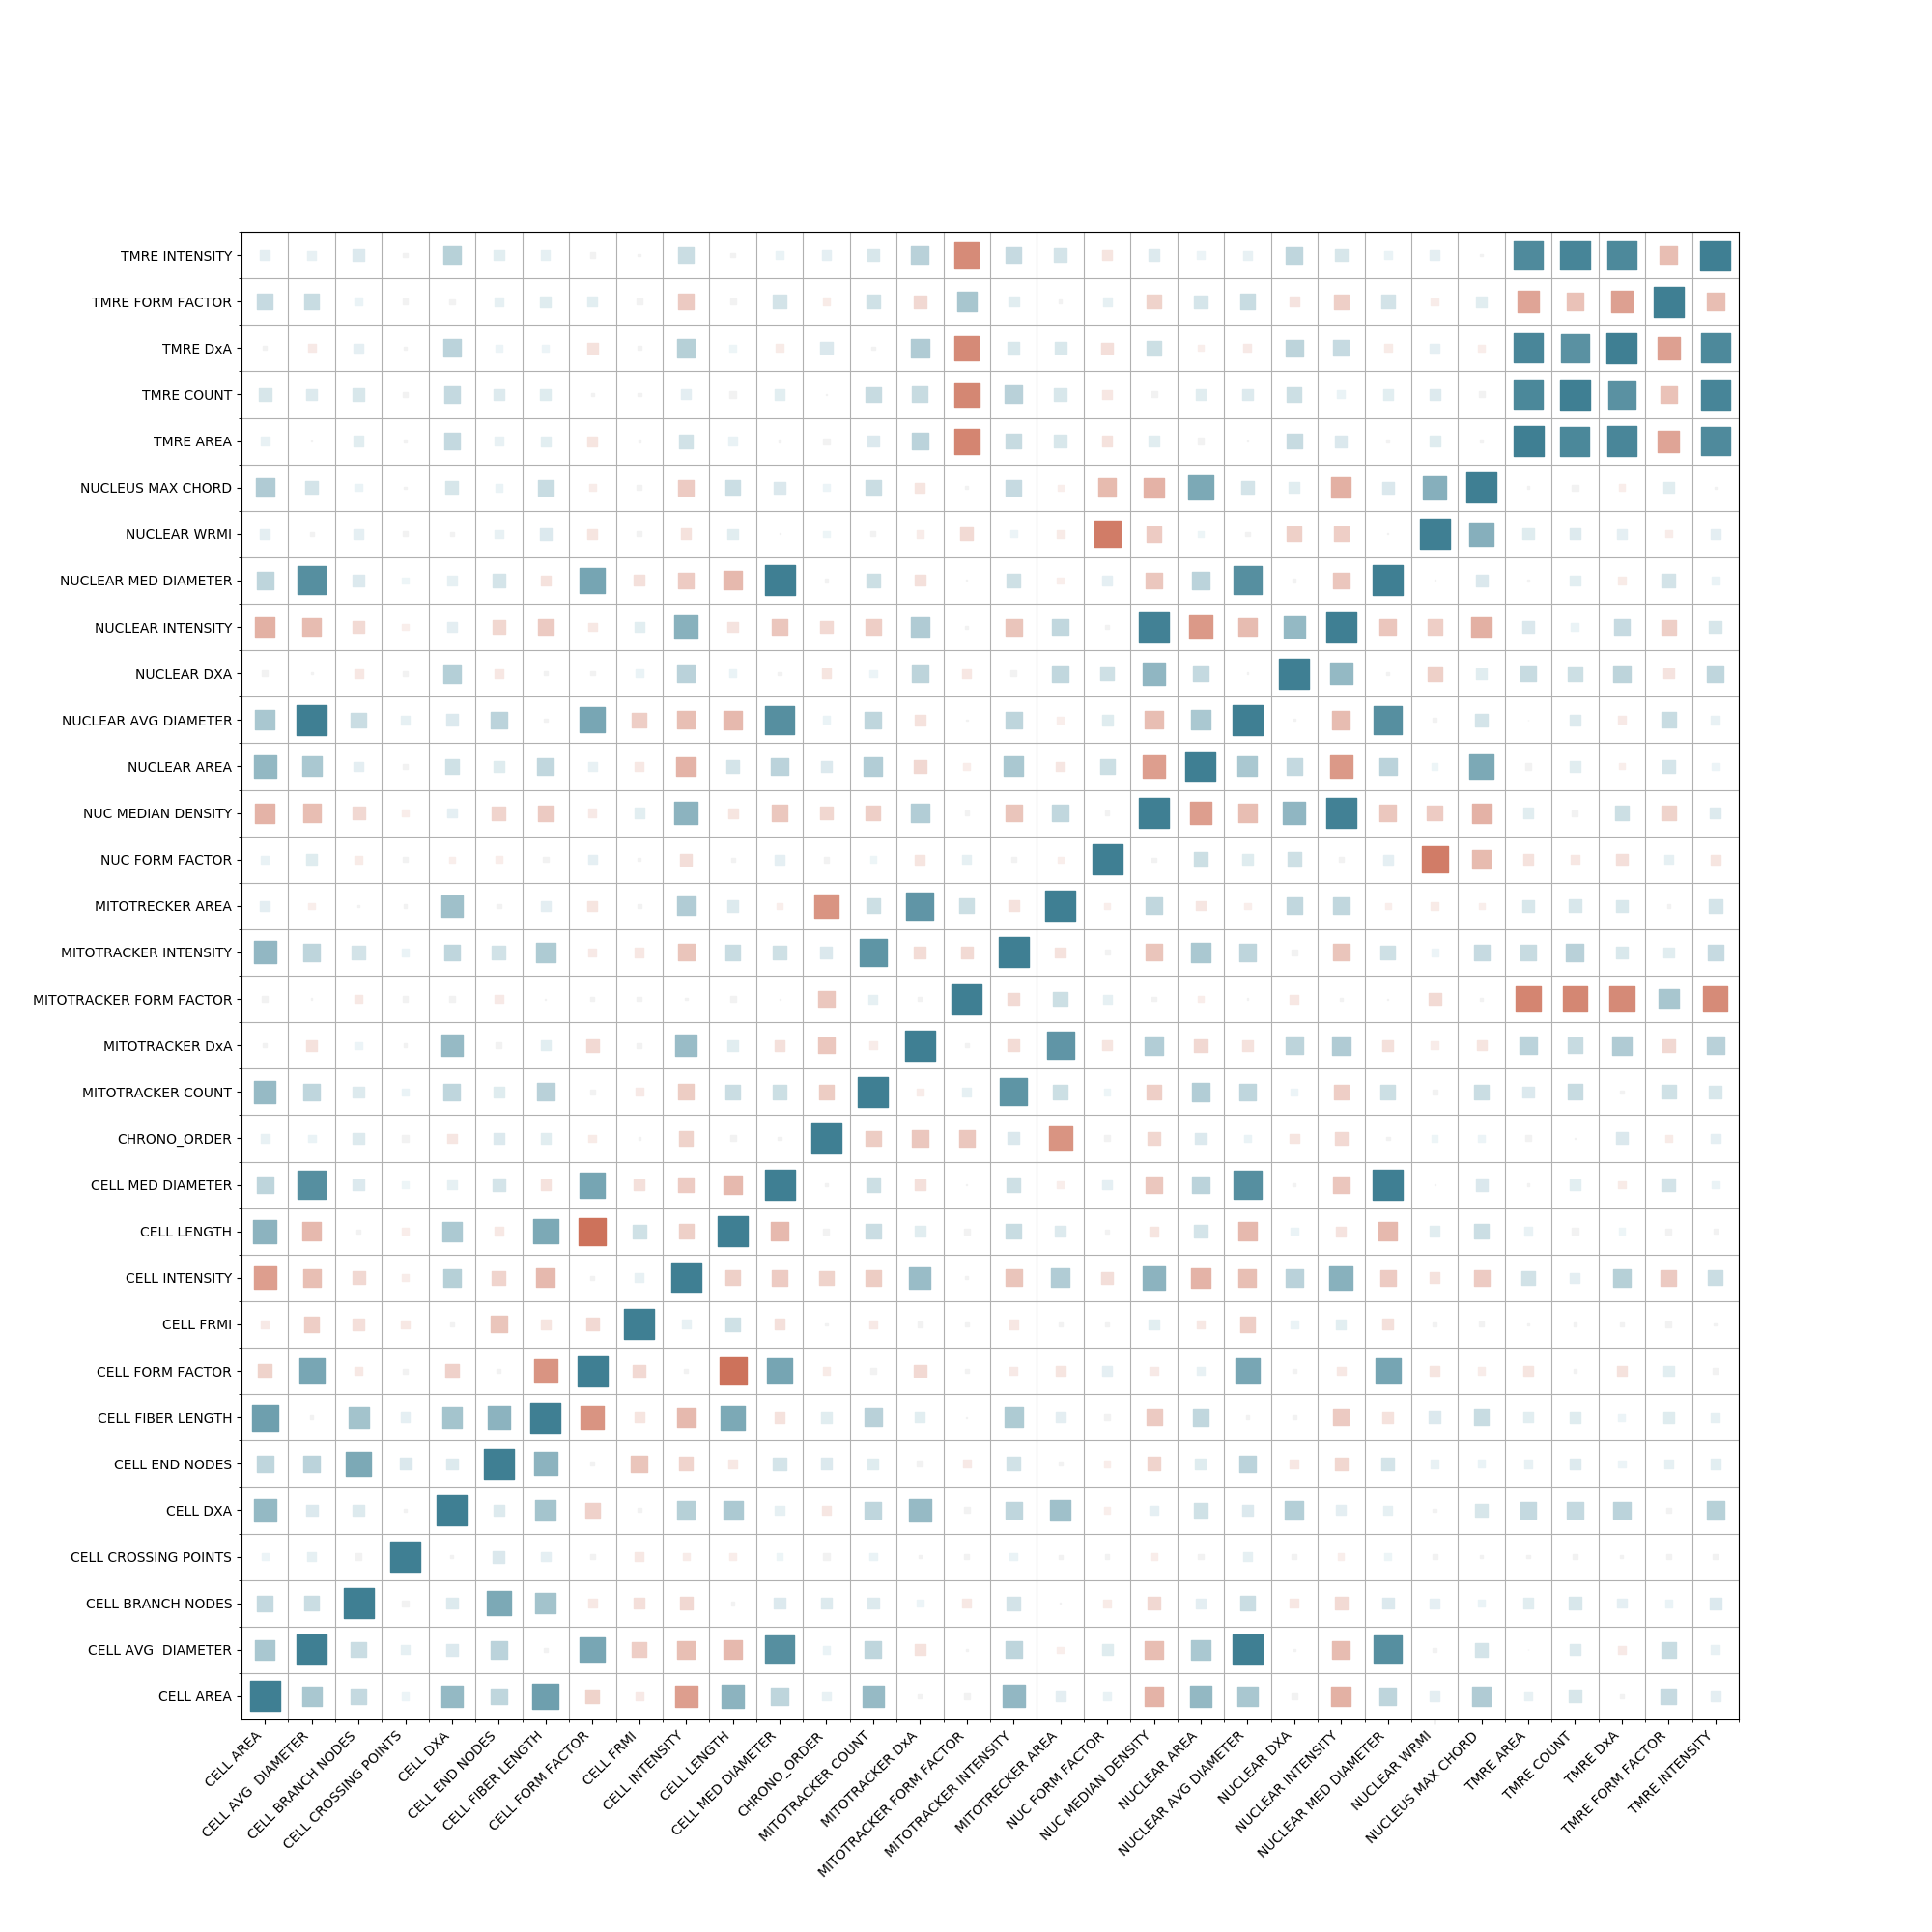 TMRE INTENSITY
TMRE FORM FACTOR
TMRE DxA
TMRE COUNT
TMRE AREA
NUCLEUS MAX CHORD
NUCLEAR WRMI
NUCLEAR MED DIAMETER
NUCLEAR INTENSITY
NUCLEAR DXA
NUCLEAR AVG DIAMETER
NUCLEAR AREA
NUC MEDIAN DENSITY
NUC FORM FACTOR
MITOTRECKER AREA
MITOTRACKER INTENSITY
MITOTRACKER FORM FACTOR
MITOTRACKER DxA
MITOTRACKER COUNT
CHRONO_ORDER
CELL MED DIAMETER
CELL LENGTH
CELL INTENSITY
CELL FRMI
CELL FORM FACTOR
CELL FIBER LENGTH
CELL END NODES
CELL DXA
CELL CROSSING POINTS
CELL BRANCH NODES
CELL AVG  DIAMETER
CELL AREA
CELL AREA
CELL AVG  DIAMETER
CELL BRANCH NODES
CELL CROSSING POINTS
CELL DXA
CELL END NODES
CELL FIBER LENGTH
CELL FORM FACTOR
CELL FRMI
CELL INTENSITY
CELL LENGTH
CELL MED DIAMETER
CHRONO_ORDER
MITOTRACKER COUNT
MITOTRACKER DxA
MITOTRACKER FORM FACTOR
MITOTRACKER INTENSITY
MITOTRECKER AREA
NUC FORM FACTOR
NUC MEDIAN DENSITY
NUCLEAR AREA
NUCLEAR AVG DIAMETER
NUCLEAR DXA
NUCLEAR INTENSITY
NUCLEAR MED DIAMETER
NUCLEAR WRMI
NUCLEUS MAX CHORD
TMRE AREA
TMRE COUNT
TMRE DxA
TMRE FORM FACTOR
TMRE INTENSITY